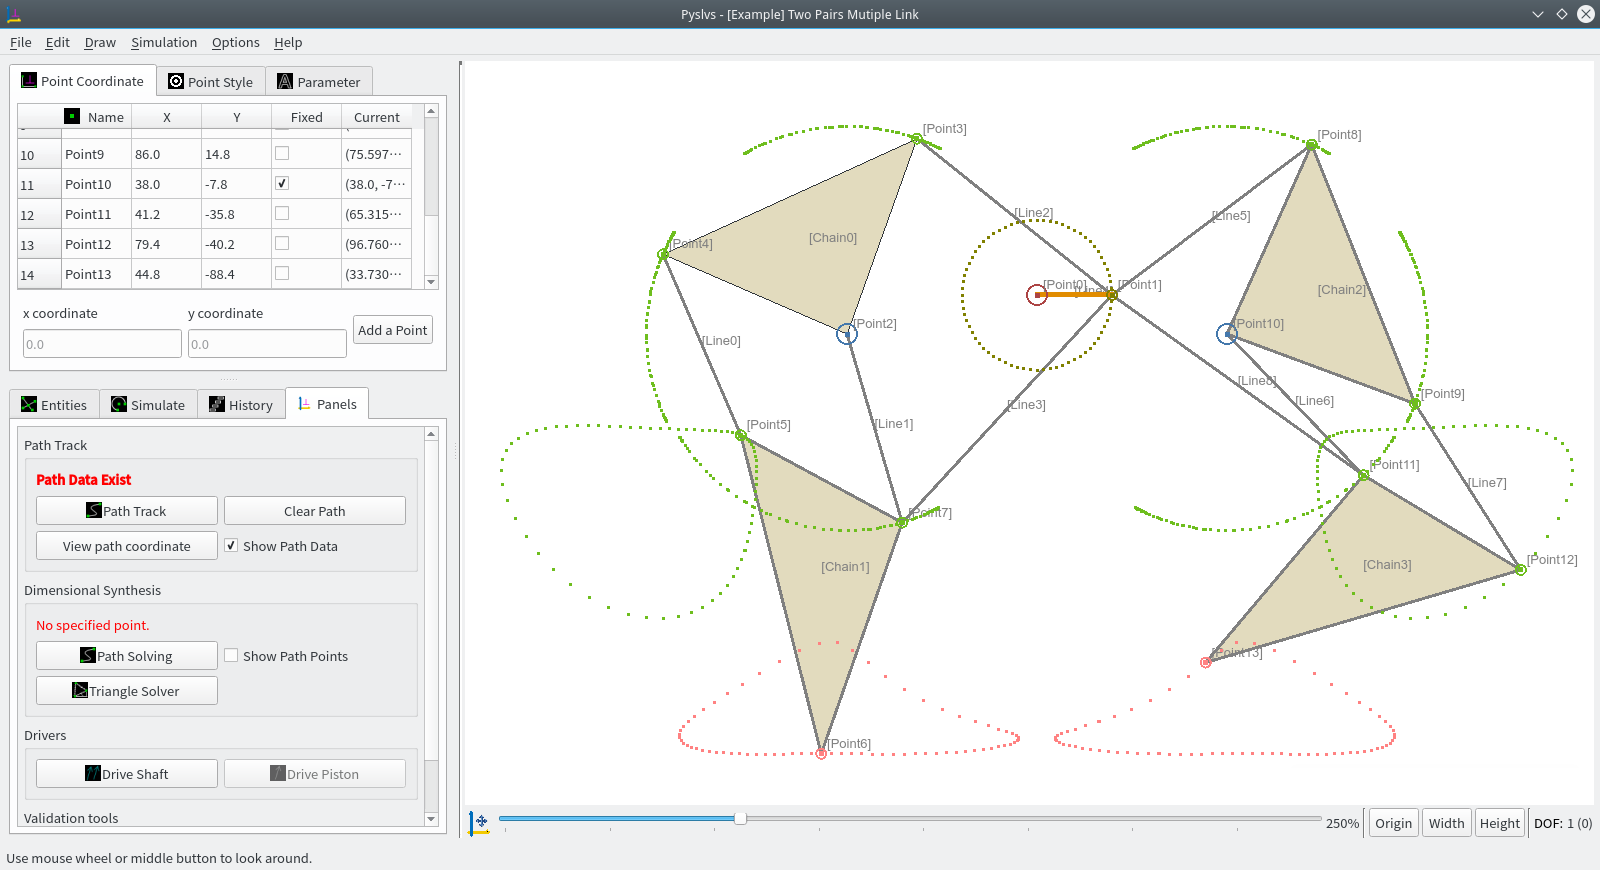 Pyslvs - [Example] Two Pairs Mutiple Link
File Edit Draw Simulation Options Help
Point Coordinate Point Style Parameter
Name X Y Fixed Current
10 Point9 86.0 14.8 (75.597···
11 Point10 38.0 -7.8 (38.0, -7···
12 Point11 41.2 -35.8 (65.315···
13 Point12 79.4 -40.2 (96.760···
14 Point13 44.8 -88.4 (33.730···
x coordinate y coordinate
0.0 0.0 Add a Point
Entities Simulate History Panels
Path Track
Path Data Exist
Path Track Clear Path
View path coordinate Show Path Data
Dimensional Synthesis
No specified point.
Path Solving Show Path Points
Triangle Solver
Drivers
Drive Shaft Drive Piston
Validation tools
[Point3]
[Point8]
[Line2]
[Line5]
[Chain0]
[Point4]
[Point0]
[Point1]
[Chain2]
[Point2]
[Point10]
[Line0]
[Line8]
[Point9]
[Line6]
[Line3]
[Line1]
[Point5]
[Point11]
[Line7]
[Point7]
[Point12]
[Chain1]
[Chain3]
[Point13]
[Point6]
250% Origin Width Height DOF: 1 (0)
Use mouse wheel or middle button to look around.